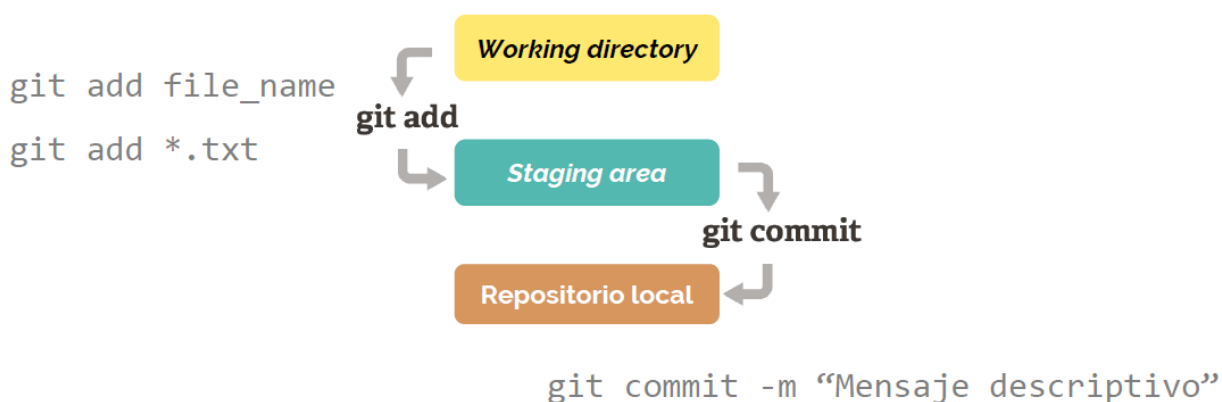 Working directory
git add file_name
git add
git add *.txt
Staging area
git commit
Repositorio local
git commit -m “Mensaje descriptivo”